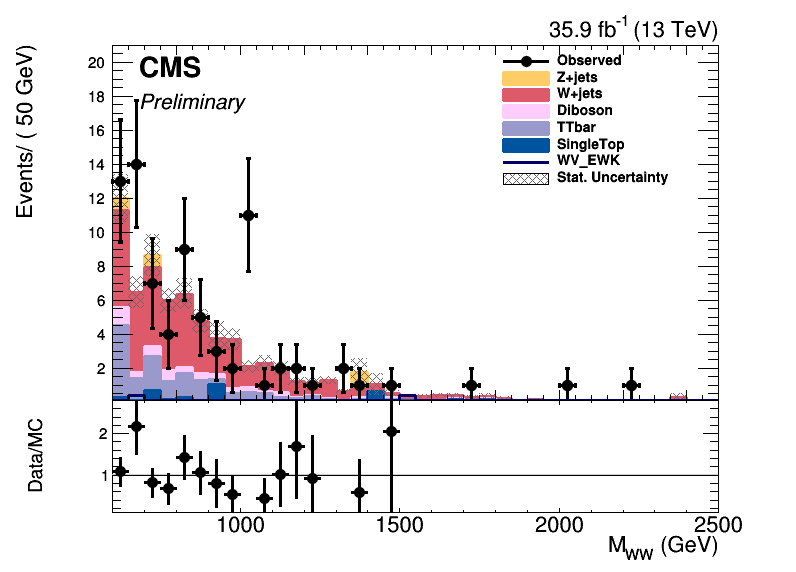 35.9 fb⁻¹ (13 TeV)
CMS
Preliminary
Observed
Z+jets
W+jets
Diboson
TTbar
SingleTop
WV_EWK
Stat. Uncertainty
Events/ ( 50 GeV)
20
18
16
14
12
10
8
6
4
2
Data/MC
2
1
1000 1500 2000 2500
M_WW (GeV)